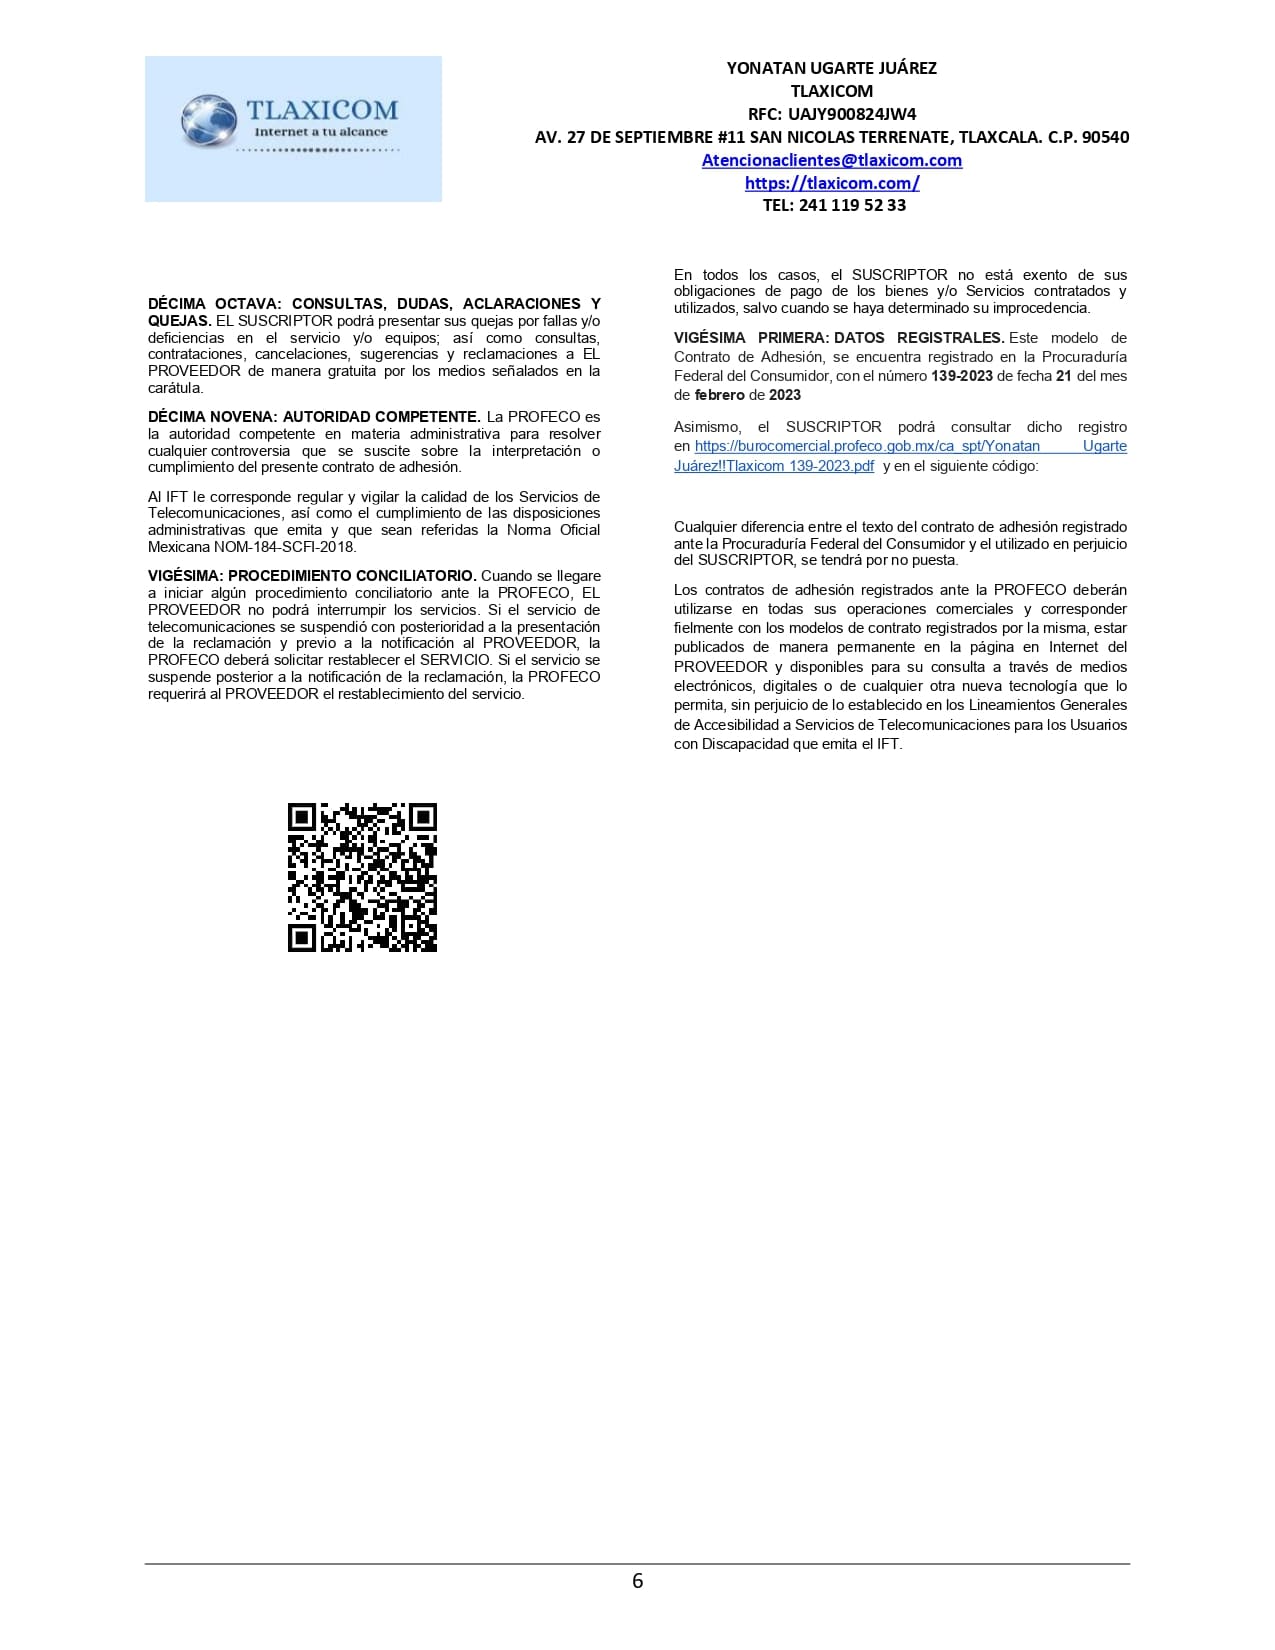 TLAXICOM
Internet a tu alcance
YONATAN UGARTE JUÁREZ
TLAXICOM
RFC: UAJY900824JW4
AV. 27 DE SEPTIEMBRE #11 SAN NICOLAS TERRENATE, TLAXCALA. C.P. 90540
Atencionaclientes@tlaxicom.com
https://tlaxicom.com/
TEL: 241 119 52 33
DÉCIMA OCTAVA: CONSULTAS, DUDAS, ACLARACIONES Y
QUEJAS. EL SUSCRIPTOR podrá presentar sus quejas por fallas y/o
deficiencias en el servicio y/o equipos; así como consultas,
contrataciones, cancelaciones, sugerencias y reclamaciones a EL
PROVEEDOR de manera gratuita por los medios señalados en la
carátula.
DÉCIMA NOVENA: AUTORIDAD COMPETENTE. La PROFECO es
la autoridad competente en materia administrativa para resolver
cualquier controversia que se suscite sobre la interpretación o
cumplimiento del presente contrato de adhesión.
Al IFT le corresponde regular y vigilar la calidad de los Servicios de
Telecomunicaciones, así como el cumplimiento de las disposiciones
administrativas que emita y que sean referidas la Norma Oficial
Mexicana NOM-184-SCFI-2018.
VIGÉSIMA: PROCEDIMIENTO CONCILIATORIO. Cuando se llegare
a iniciar algún procedimiento conciliatorio ante la PROFECO, EL
PROVEEDOR no podrá interrumpir los servicios. Si el servicio de
telecomunicaciones se suspendió con posterioridad a la presentación
de la reclamación y previo a la notificación al PROVEEDOR, la
PROFECO deberá solicitar restablecer el SERVICIO. Si el servicio se
suspende posterior a la notificación de la reclamación, la PROFECO
requerirá al PROVEEDOR el restablecimiento del servicio.
En todos los casos, el SUSCRIPTOR no está exento de sus
obligaciones de pago de los bienes y/o Servicios contratados y
utilizados, salvo cuando se haya determinado su improcedencia.
VIGÉSIMA PRIMERA: DATOS REGISTRALES. Este modelo de
Contrato de Adhesión, se encuentra registrado en la Procuraduría
Federal del Consumidor, con el número 139-2023 de fecha 21 del mes
de febrero de 2023
Asimismo, el SUSCRIPTOR podrá consultar dicho registro
en https://burocomercial.profeco.gob.mx/ca_spt/Yonatan Ugarte
Juárez!!Tlaxicom 139-2023.pdf y en el siguiente código:
Cualquier diferencia entre el texto del contrato de adhesión registrado
ante la Procuraduría Federal del Consumidor y el utilizado en perjuicio
del SUSCRIPTOR, se tendrá por no puesta.
Los contratos de adhesión registrados ante la PROFECO deberán
utilizarse en todas sus operaciones comerciales y corresponder
fielmente con los modelos de contrato registrados por la misma, estar
publicados de manera permanente en la página en Internet del
PROVEEDOR y disponibles para su consulta a través de medios
electrónicos, digitales o de cualquier otra nueva tecnología que lo
permita, sin perjuicio de lo establecido en los Lineamientos Generales
de Accesibilidad a Servicios de Telecomunicaciones para los Usuarios
con Discapacidad que emita el IFT.
6